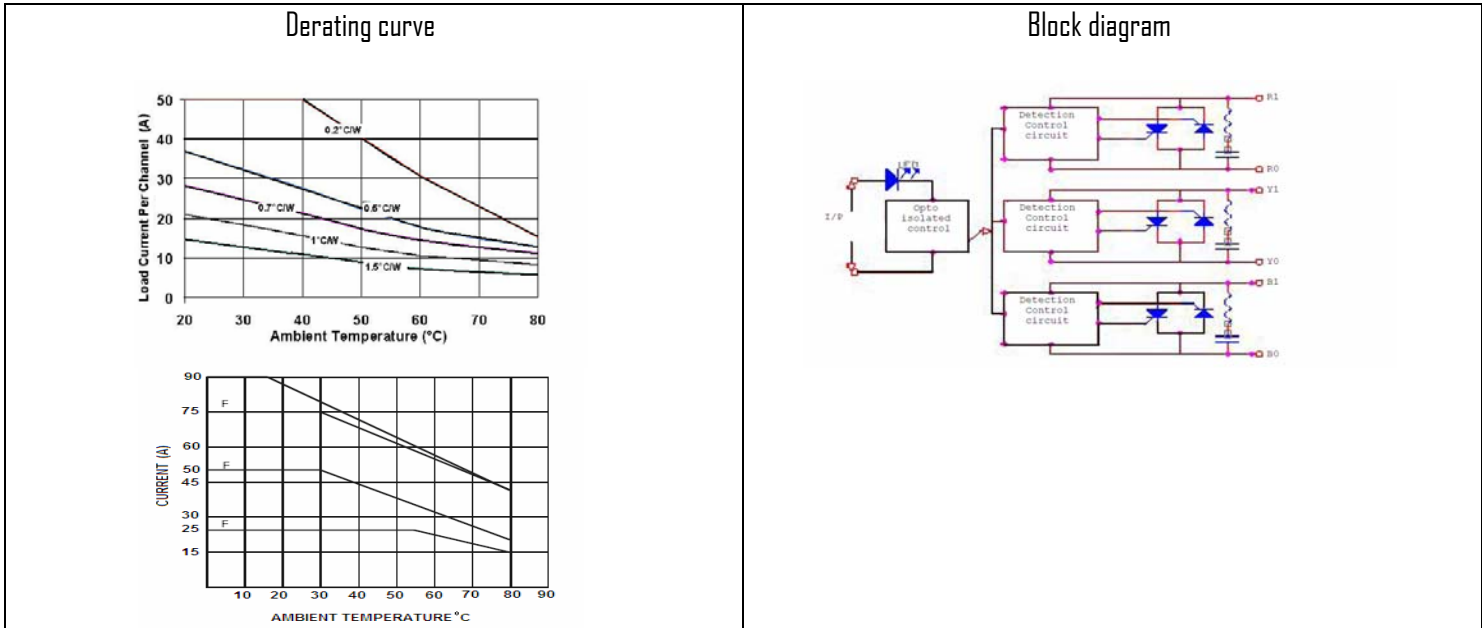 Derating curve
Load Current Per Channel (A)
50
40
30
20
10
0
0.2°C/W
0.5°C/W
0.7°C/W
1°C/W
1.5°C/W
20 30 40 50 60 70 80
Ambient Temperature (°C)
CURRENT (A)
90
75
60
50
45
30
25
15
F
F
F
10 20 30 40 50 60 70 80 90
AMBIENT TEMPERATURE °C
Block diagram
I/P
LED
Opto
isolated
control
Detection
Control
circuit
R1
R0
Detection
Control
circuit
Y1
Y0
Detection
Control
circuit
B1
B0